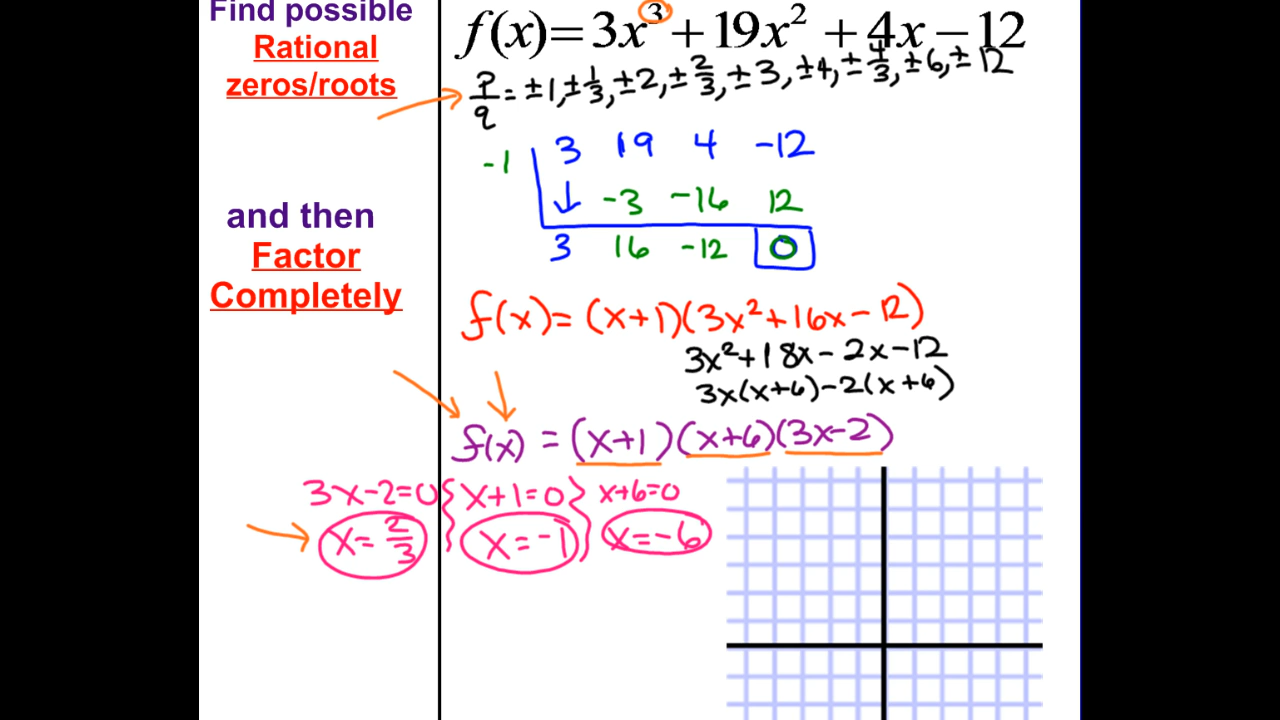 Find possible
Rational
zeros/roots
and then
Factor
Completely
f(x)=3x³+19x²+4x−12
p/q = ±1, ±1/3, ±2, ±2/3, ±3, ±4, ±4/3, ±6, ±12
-1 | 3 19 4 -12
↓ -3 -16 12
3 16 -12 0
f(x)= (x+1)(3x²+16x-12)
3x²+18x-2x-12
3x(x+6)-2(x+6)
f(x) = (x+1)(x+6)(3x-2)
3x-2=0 } x+1=0 } x+6=0
x= 2/3 } x=-1 } x=-6